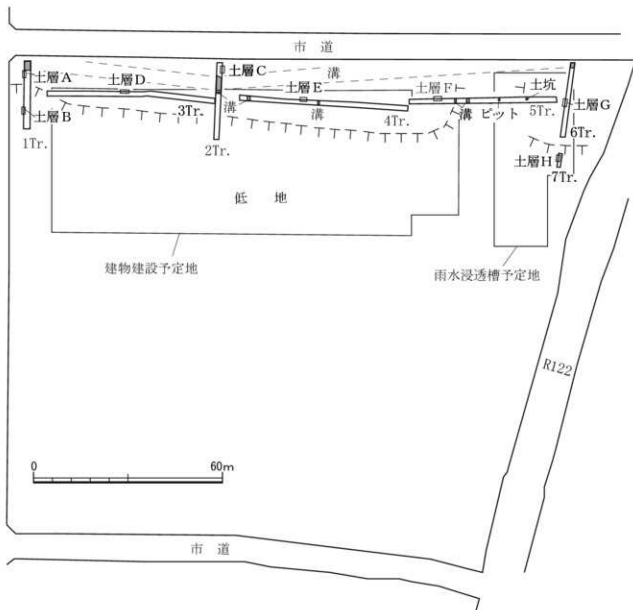 市 道
土層A
土層D
土層C
溝
土層E
土層F
土坑
土層B
3Tr.
溝
溝
4Tr.
溝
ピット
5Tr.
土層G
1Tr.
2Tr.
6Tr.
土層H
7Tr.
低 地
建物建設予定地
雨水浸透槽予定地
R122
0
60m
市 道